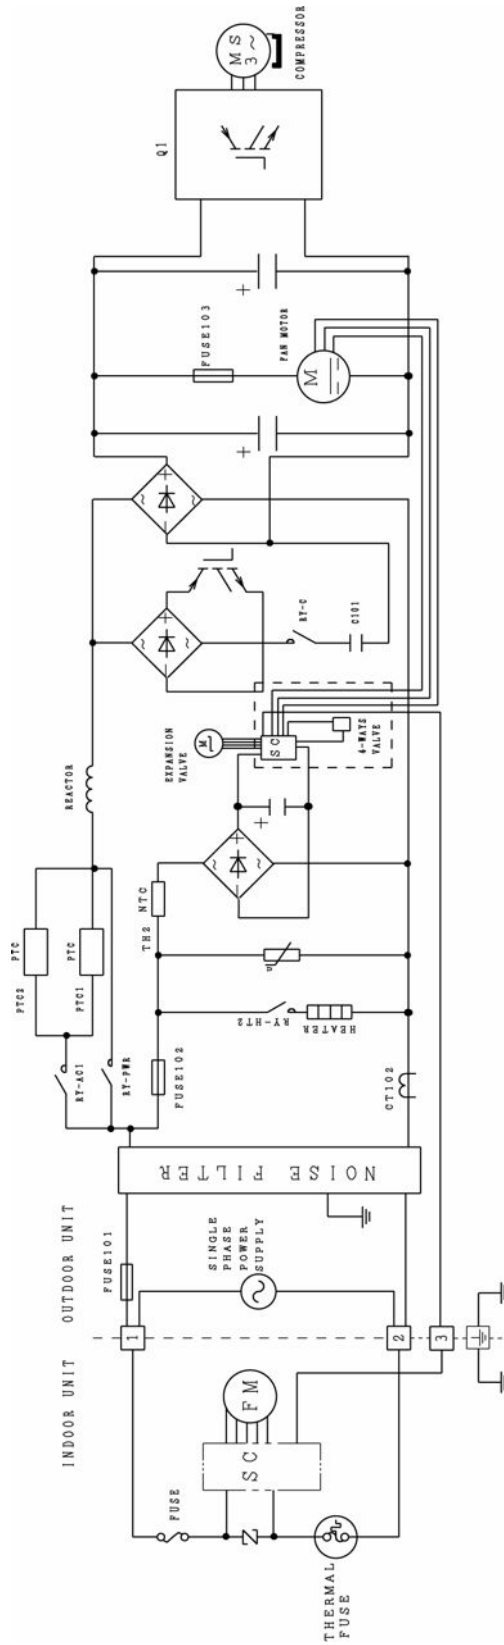 INDOOR UNIT
OUTDOOR UNIT
FUSE
SC
FM
THERMAL
FUSE
1
2
3
FUSE101
SINGLE
PHASE
POWER
SUPPLY
NOISE FILTER
RY-AC1
RY-PWR
PTC2
PTC
PTC1
PTC
REACTOR
FUSE102
RY-HT2
HEATER
U
CT102
TH2
NTC
~
~
+
-
+
EXPANSION
VALVE
M
SC
4-WAYS
VALVE
~
~
+
-
RY-C
C101
~
~
+
-
+
FUSE103
M
FAN MOTOR
+
Q1
MS
3~
COMPRESSOR